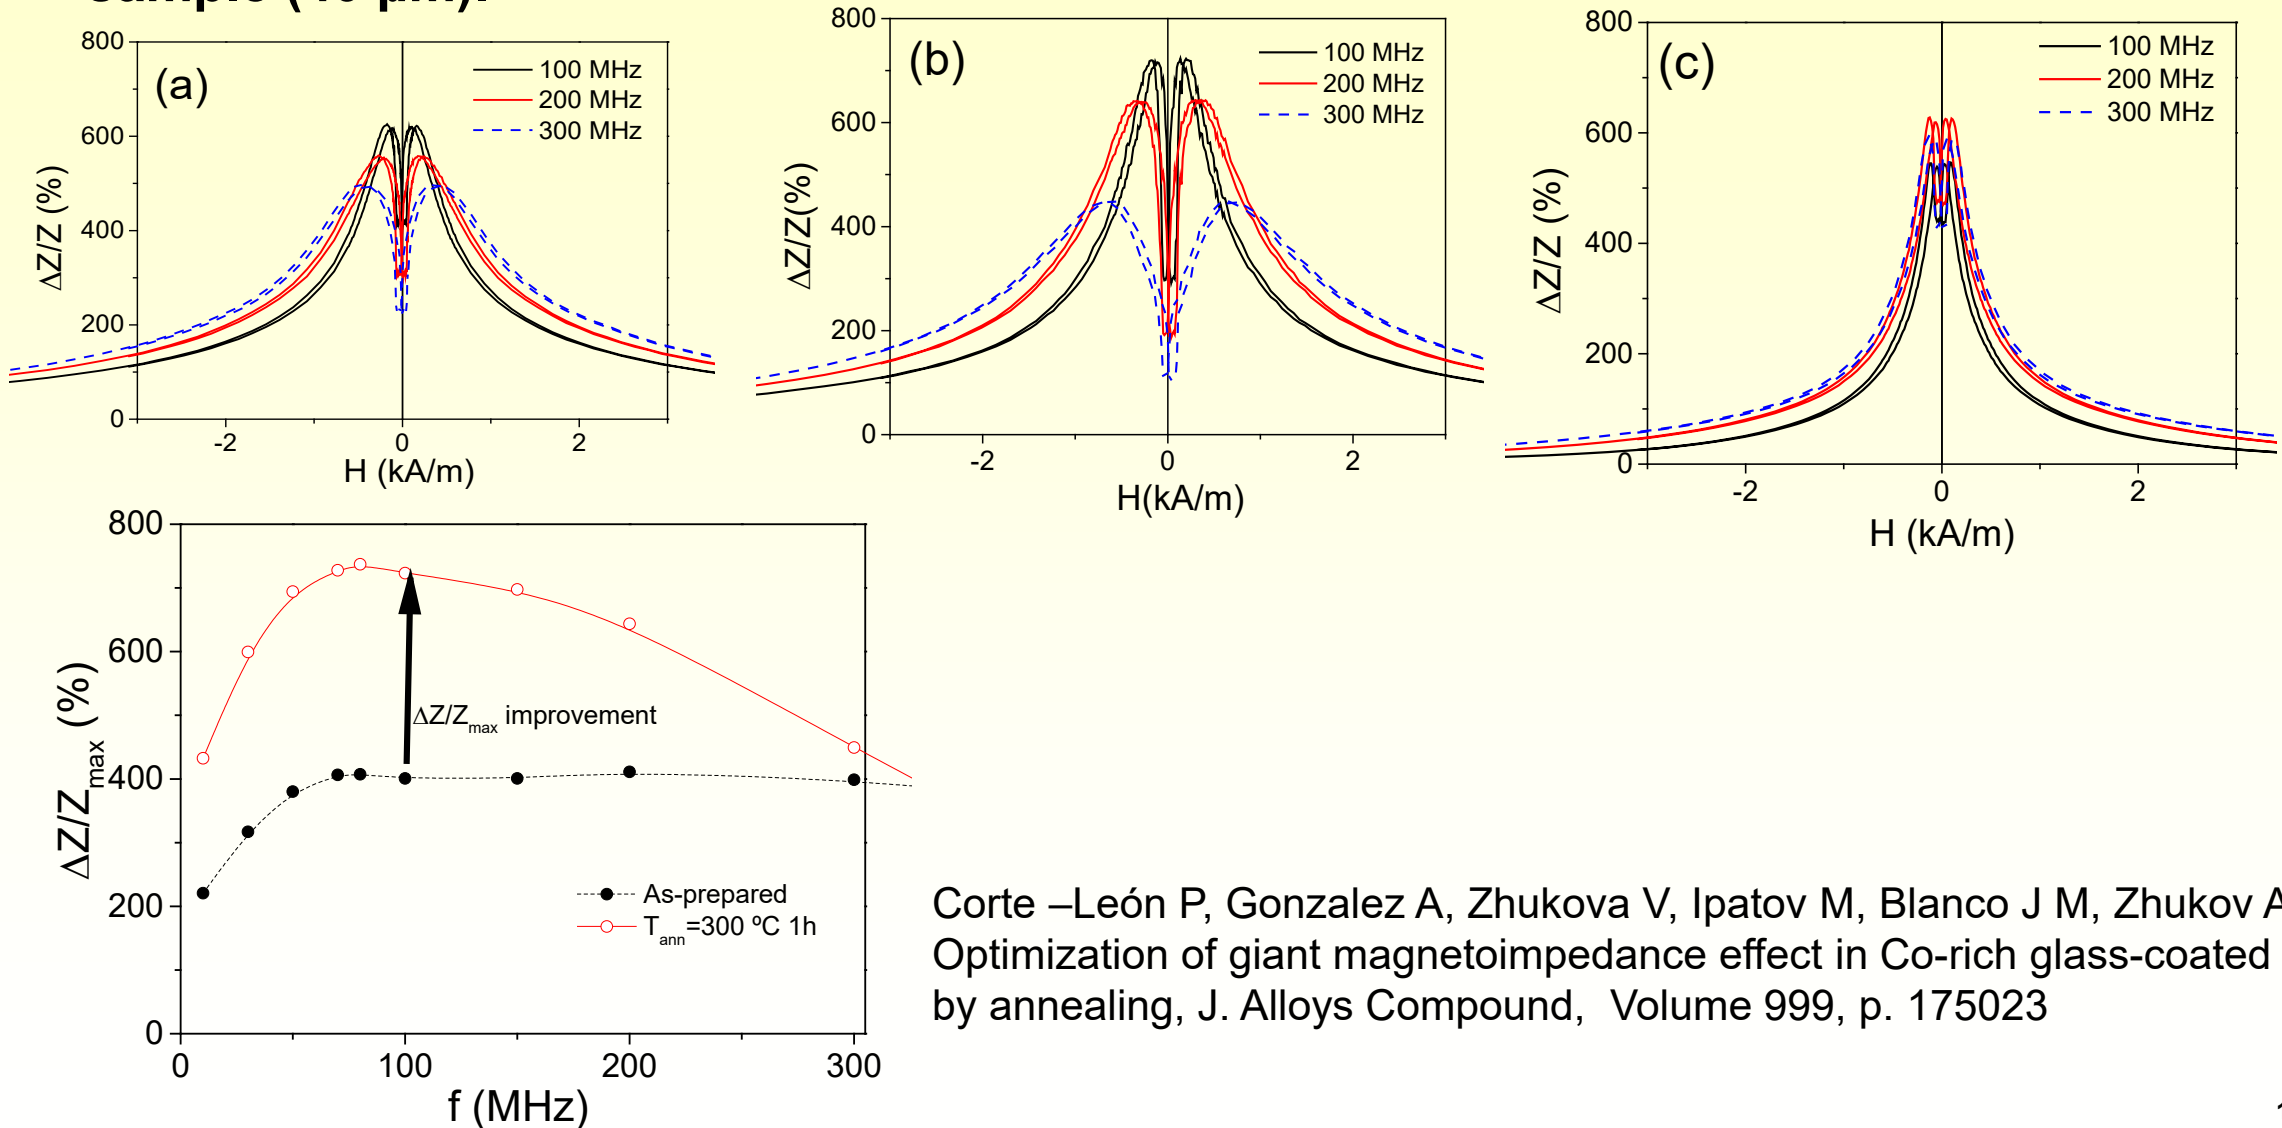 (a)
800
600
400
200
0
-2
0
2
ΔZ/Z (%)
H (kA/m)
100 MHz
200 MHz
300 MHz
(b)
800
600
400
200
0
-2
0
2
ΔZ/Z(%)
H(kA/m)
100 MHz
200 MHz
300 MHz
(c)
800
600
400
200
0
-2
0
2
ΔZ/Z (%)
H (kA/m)
100 MHz
200 MHz
300 MHz
800
600
400
200
0
0
100
200
300
ΔZ/Zmax (%)
f (MHz)
ΔZ/Zmax improvement
As-prepared
Tann=300 ºC 1h
Corte –León P, Gonzalez A, Zhukova V, Ipatov M, Blanco J M, Zhukov A
Optimization of giant magnetoimpedance effect in Co-rich glass-coated
by annealing, J. Alloys Compound, Volume 999, p. 175023